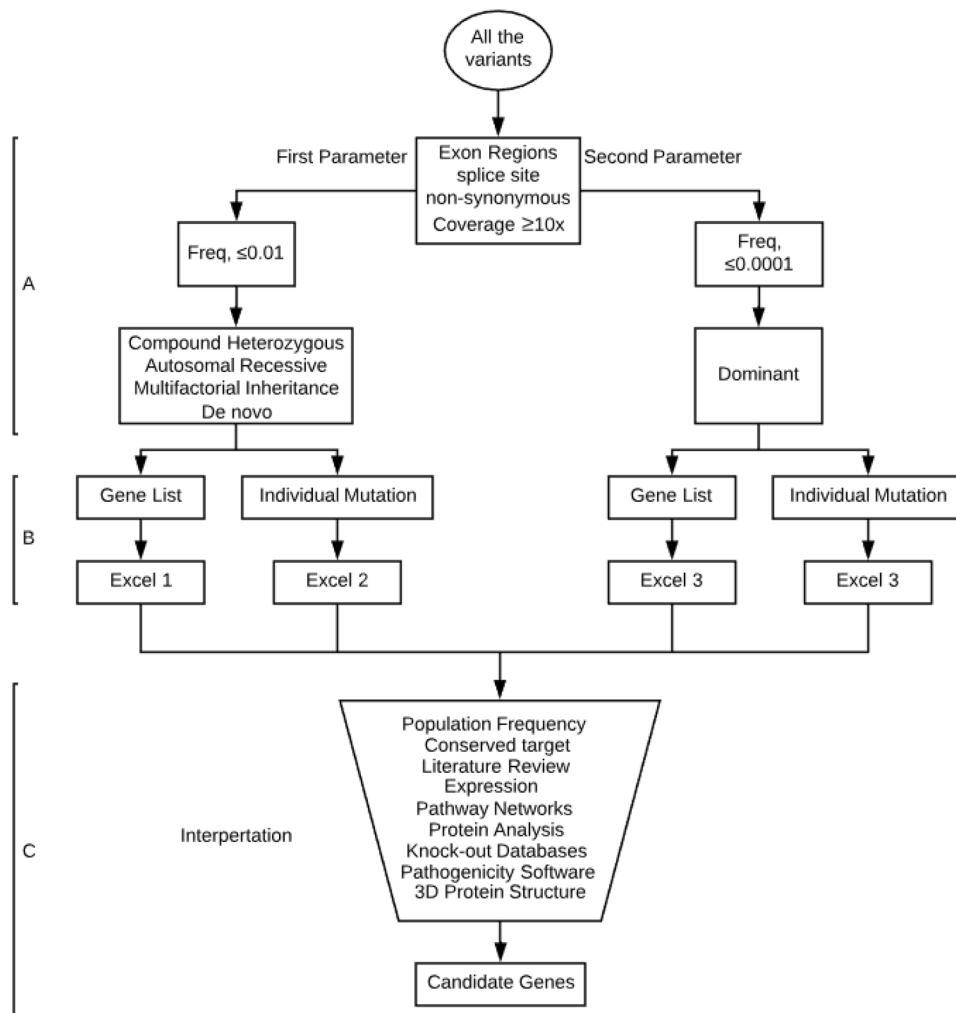 All the
variants
First Parameter
Exon Regions
splice site
non-synonymous
Coverage ≥10x
Second Parameter
Freq, ≤0.01
Freq,
≤0.0001
A
Compound Heterozygous
Autosomal Recessive
Multifactorial Inheritance
De novo
Dominant
B
Gene List
Individual Mutation
Gene List
Individual Mutation
Excel 1
Excel 2
Excel 3
Excel 3
C
Interpertation
Population Frequency
Conserved target
Literature Review
Expression
Pathway Networks
Protein Analysis
Knock-out Databases
Pathogenicity Software
3D Protein Structure
Candidate Genes